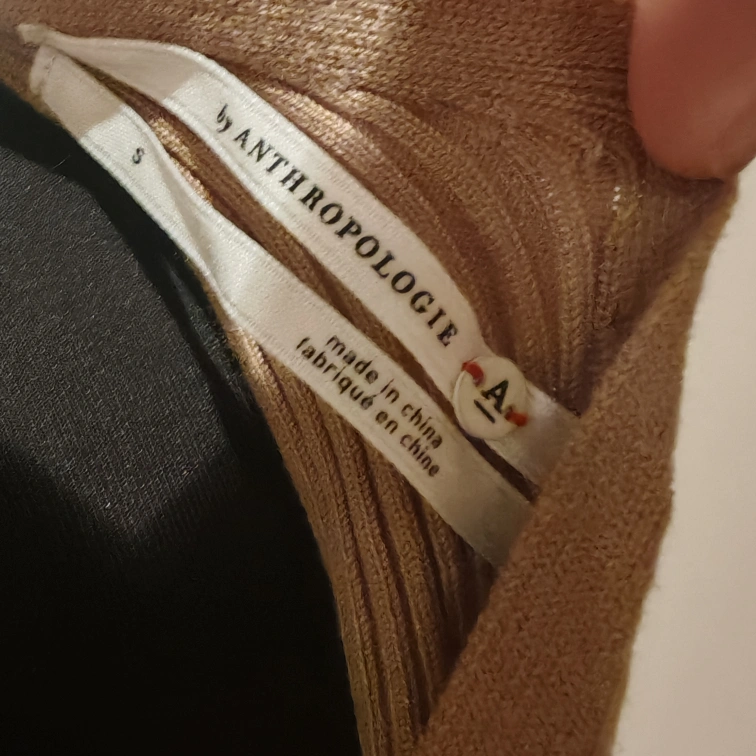 by ANTHROPOLOGIE
A
S
made in china
fabriqué en chine